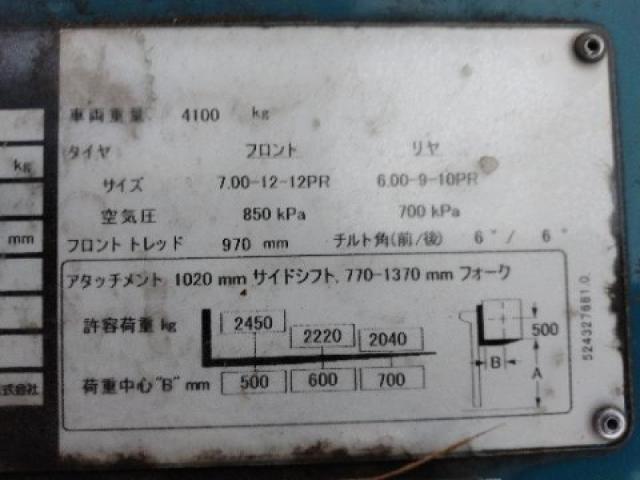 車両重量 4100 kg
タイヤ フロント リヤ
kg
サイズ 7.00-12-12PR 6.00-9-10PR
空気圧 850 kPa 700 kPa
mm
フロント トレッド 970 mm チルト角(前/後) 6°/ 6°
アタッチメント 1020 mm サイドシフト, 770-1370 mm フォーク
許容荷重 kg 2450 2220 2040
500
B A
荷重中心"B" mm 500 600 700
式会社
524327661.0.